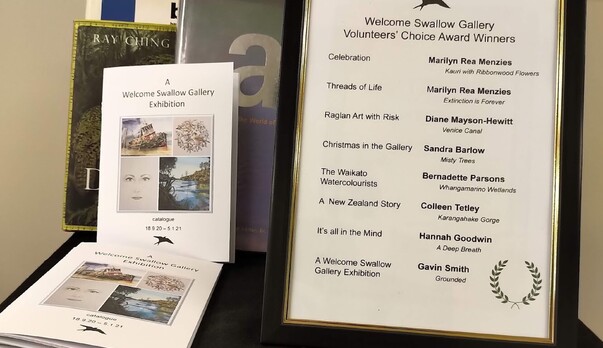 RAY CHING
A
Welcome Swallow Gallery
Exhibition
catalogue
18.9.20 – 5.1.21
A
Welcome Swallow Gallery
Exhibition
catalogue
18.9.20 – 5.1.21
Welcome Swallow Gallery
Volunteers' Choice Award Winners
Celebration Marilyn Rea Menzies
Kauri with Ribbonwood Flowers
Threads of Life Marilyn Rea Menzies
Extinction is Forever
Raglan Art with Risk Diane Mayson-Hewitt
Venice Canal
Christmas in the Gallery Sandra Barlow
Misty Trees
The Waikato Bernadette Parsons
Watercolourists Whangamarino Wetlands
A New Zealand Story Colleen Tetley
Karangahake Gorge
It's all in the Mind Hannah Goodwin
A Deep Breath
A Welcome Swallow Gavin Smith
Gallery Exhibition Grounded